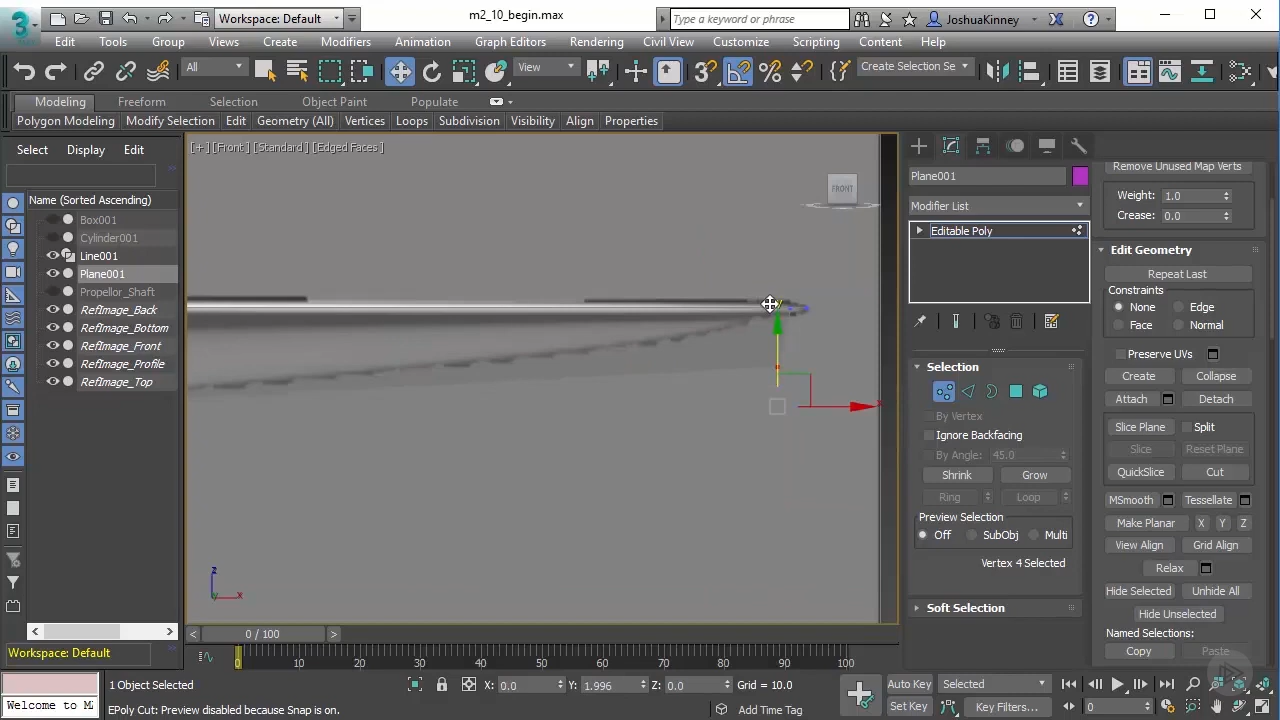 3
MAX
Workspace: Default
m2_10_begin.max
Type a keyword or phrase
JoshuaKinney
Edit Tools Group Views Create Modifiers Animation Graph Editors Rendering Civil View Customize Scripting Content Help
All
View
3
Create Selection Se
Modeling Freeform Selection Object Paint Populate
Polygon Modeling Modify Selection Edit Geometry (All) Vertices Loops Subdivision Visibility Align Properties
Select Display Edit
Name (Sorted Ascending)
Box001
Cylinder001
Line001
Plane001
Propellor_Shaft
RefImage_Back
RefImage_Bottom
RefImage_Front
RefImage_Profile
RefImage_Top
Workspace: Default
[+] [Front] [Standard] [Edged Faces]
FRONT
z
x
y
x
Plane001
Modifier List
Editable Poly
Selection
By Vertex
Ignore Backfacing
By Angle: 45.0
Shrink Grow
Ring Loop
Preview Selection
Off SubObj Multi
Vertex 4 Selected
Soft Selection
Remove Unused Map Verts
Weight: 1.0
Crease: 0.0
Edit Geometry
Repeat Last
Constraints
None Edge
Face Normal
Preserve UVs
Create Collapse
Attach Detach
Slice Plane Split
Slice Reset Plane
QuickSlice Cut
MSmooth Tessellate
Make Planar X Y Z
View Align Grid Align
Relax
Hide Selected Unhide All
Hide Unselected
Named Selections:
Copy Paste
< 0 / 100 >
0 10 20 30 40 50 60 70 80 90 100
1 Object Selected
X: 0.0 Y: 1.996 Z: 0.0 Grid = 10.0
Auto Key Selected
Welcome to MA
EPoly Cut: Preview disabled because Snap is on.
Add Time Tag
Set Key
Key Filters...
0